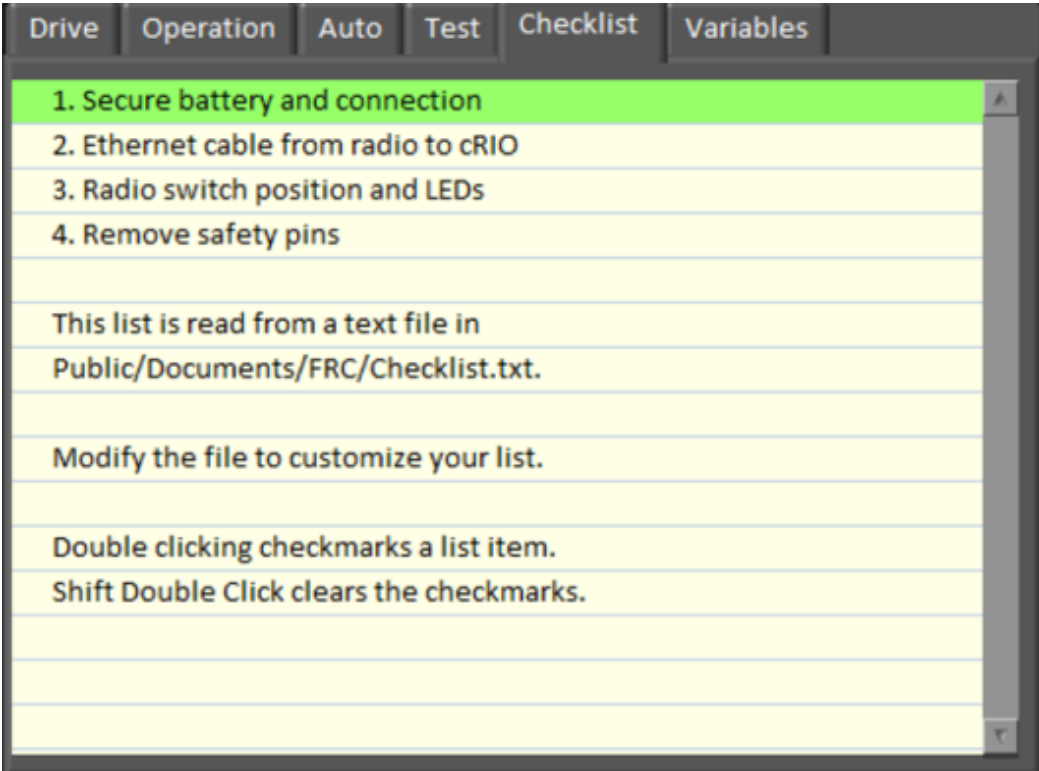 Drive Operation Auto Test Checklist Variables
1. Secure battery and connection
2. Ethernet cable from radio to cRIO
3. Radio switch position and LEDs
4. Remove safety pins
This list is read from a text file in
Public/Documents/FRC/Checklist.txt.
Modify the file to customize your list.
Double clicking checkmarks a list item.
Shift Double Click clears the checkmarks.